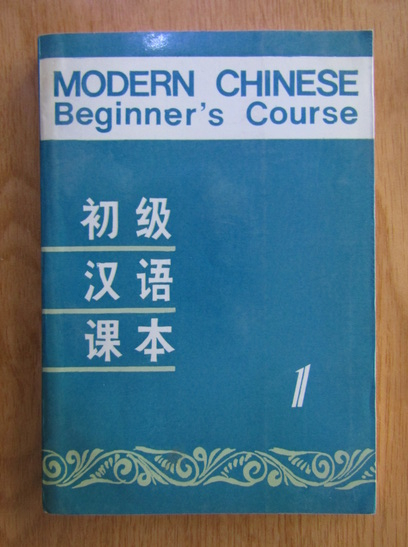 MODERN CHINESE
Beginner's Course
初级
汉语
课本
1